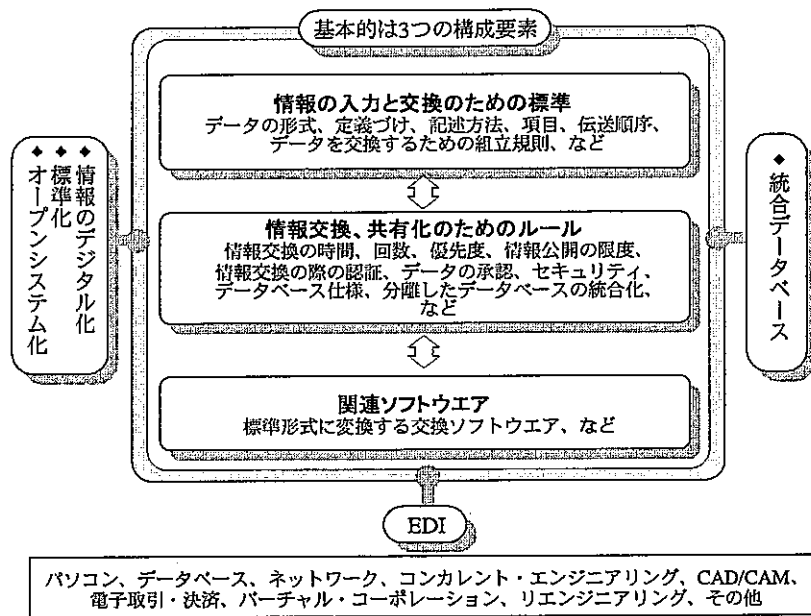 基本的は3つの構成要素
情報の入力と交換のための標準
データの形式、定義づけ、記述方法、項目、伝送順序、
データを交換するための組立規則、など
◆ 情報のデジタル化
◆ 標準化
◆ オープンシステム化
情報交換、共有化のためのルール
情報交換の時間、回数、優先度、情報公開の限度、
情報交換の際の認証、データの承認、セキュリティ、
データベース仕様、分離したデータベースの統合化、
など
◆ 統合データベース
関連ソフトウエア
標準形式に変換する交換ソフトウエア、など
EDI
パソコン、データベース、ネットワーク、コンカレント・エンジニアリング、CAD/CAM、
電子取引・決済、バーチャル・コーポレーション、リエンジニアリング、その他